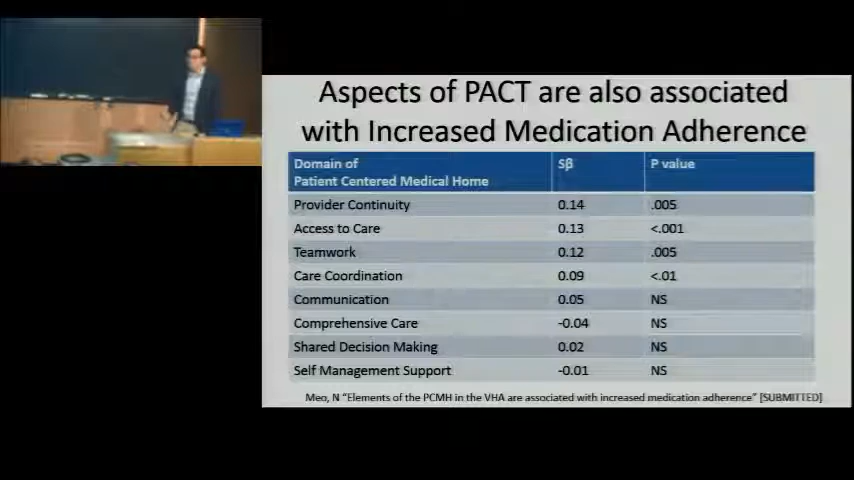 Aspects of PACT are also associated
with Increased Medication Adherence
Domain of
Patient Centered Medical Home Sβ P value
Provider Continuity 0.14 .005
Access to Care 0.13 <.001
Teamwork 0.12 .005
Care Coordination 0.09 <.01
Communication 0.05 NS
Comprehensive Care -0.04 NS
Shared Decision Making 0.02 NS
Self Management Support -0.01 NS
Meo, N “Elements of the PCMH in the VHA are associated with increased medication adherence” [SUBMITTED]